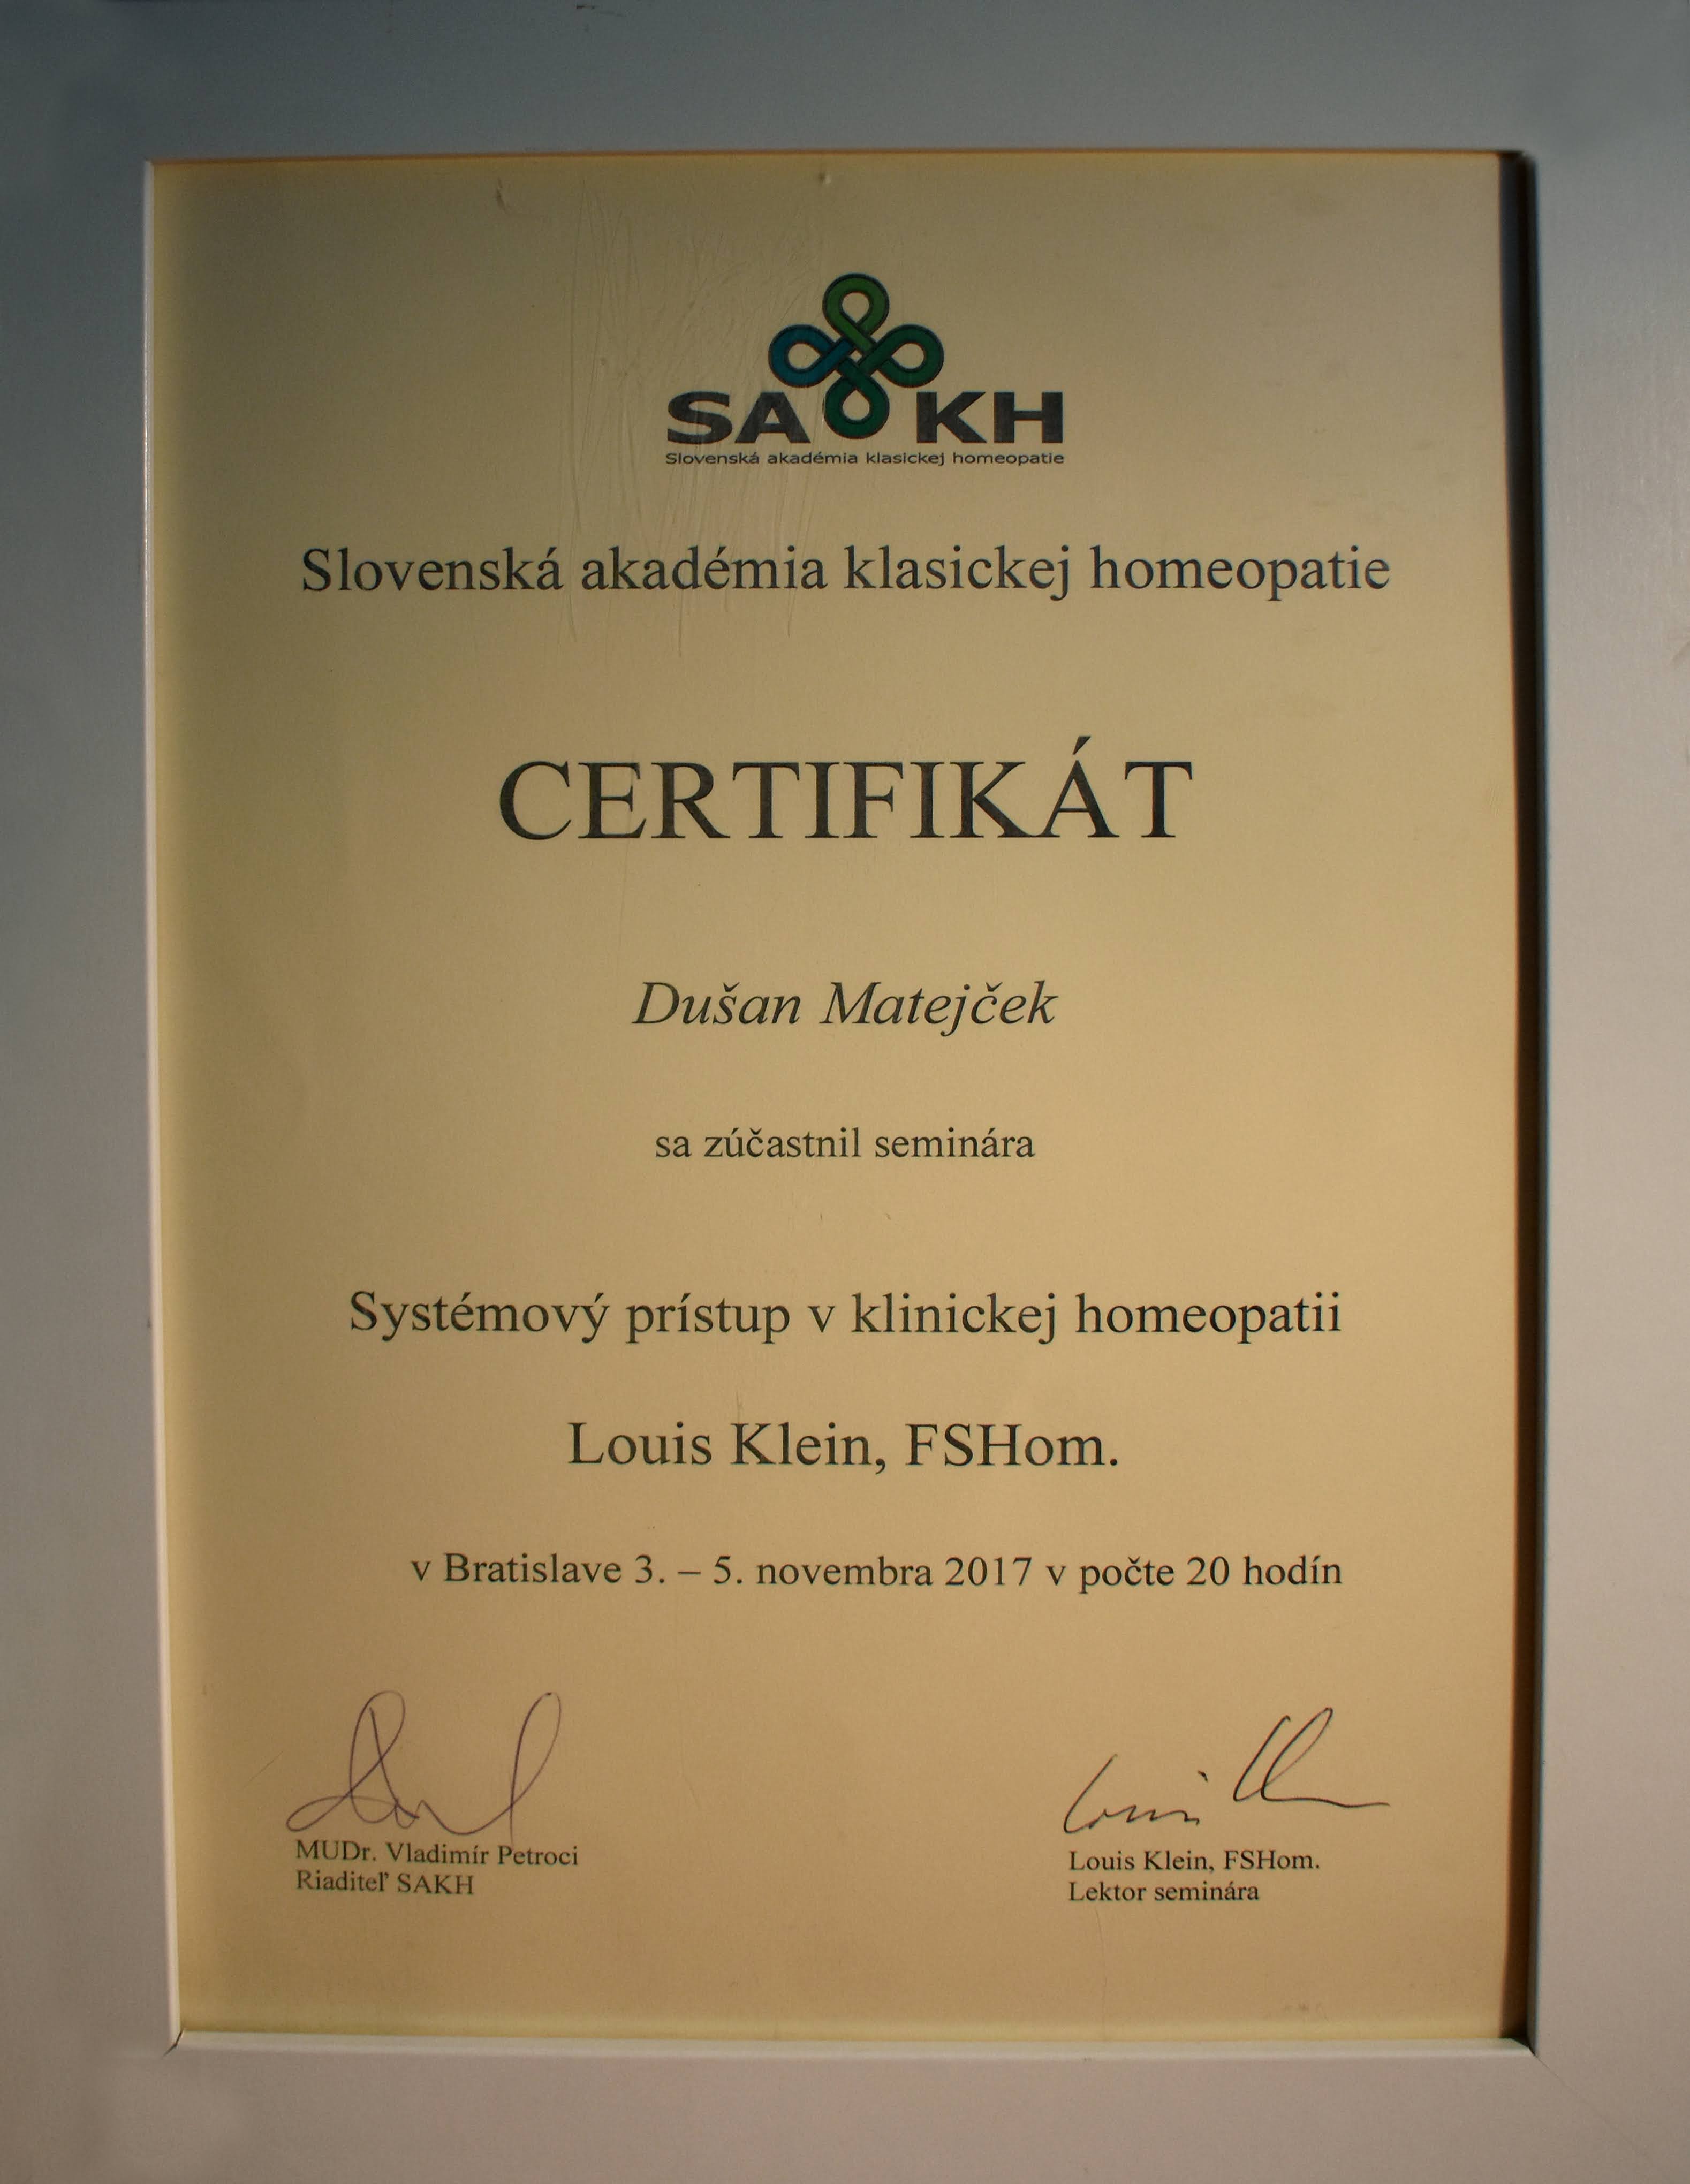 SAKH
Slovenská akadémia klasickej homeopatie
Slovenská akadémia klasickej homeopatie
CERTIFIKÁT
Dušan Matejček
sa zúčastnil seminára
Systémový prístup v klinickej homeopatii
Louis Klein, FSHom.
v Bratislave 3. – 5. novembra 2017 v počte 20 hodín
MUDr. Vladimír Petroci
Riaditeľ SAKH
Louis Klein, FSHom.
Lektor seminára